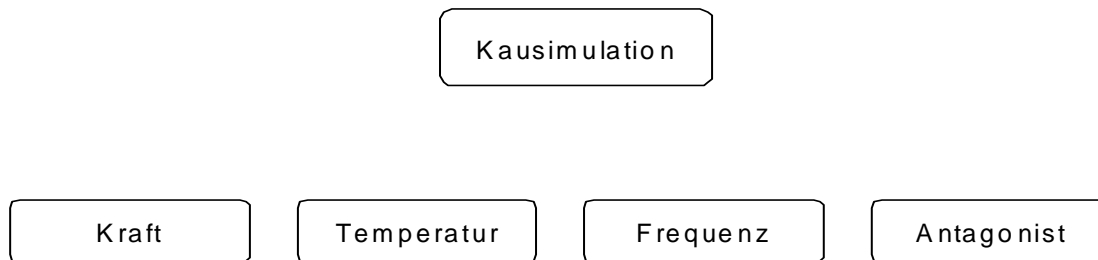 Kausimulation
Kraft
Temperatur
Frequenz
Antagonist